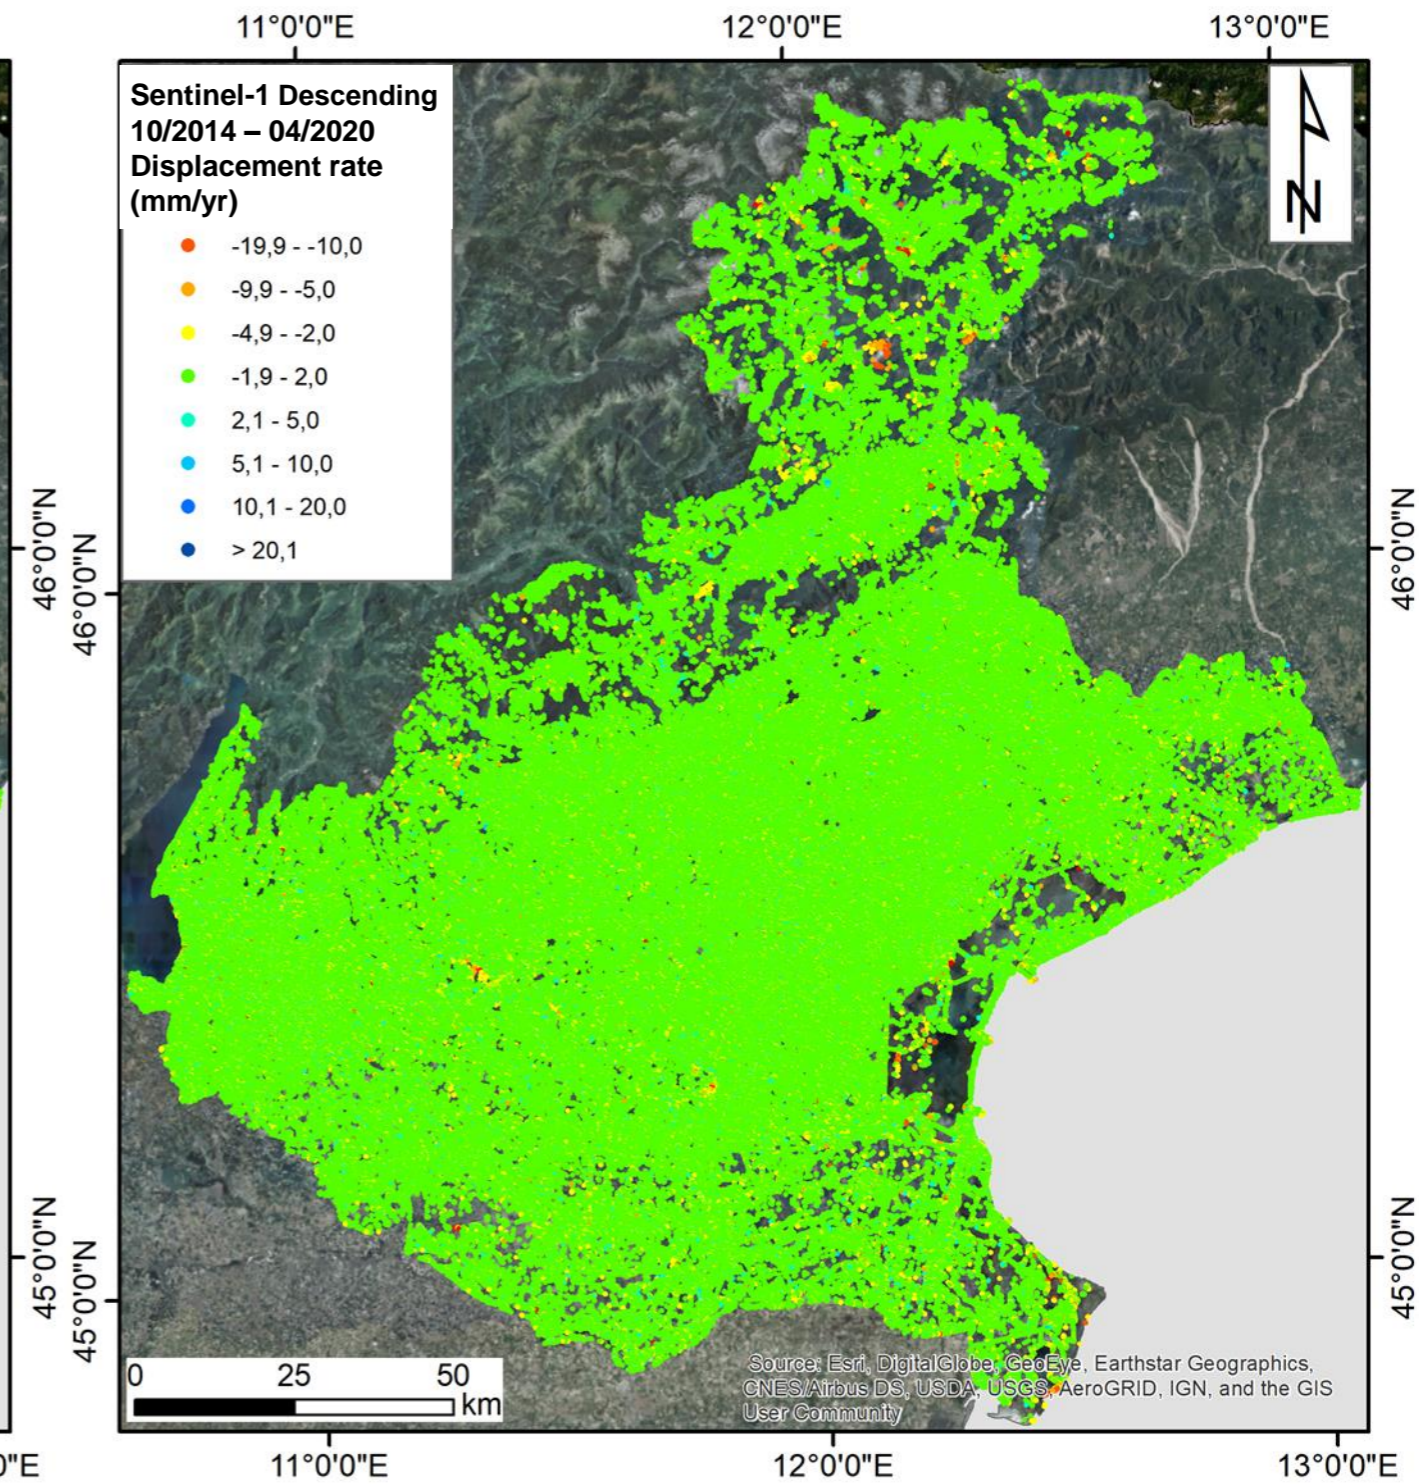 11°0'0"E 12°0'0"E 13°0'0"E
Sentinel-1 Descending
10/2014 – 04/2020
Displacement rate
(mm/yr)
-19,9 - -10,0
-9,9 - -5,0
-4,9 - -2,0
-1,9 - 2,0
2,1 - 5,0
5,1 - 10,0
10,1 - 20,0
> 20,1
N
46°0'0"N
46°0'0"N
46°0'0"N
45°0'0"N
45°0'0"N
45°0'0"N
0 25 50
km
Source: Esri, DigitalGlobe, GeoEye, Earthstar Geographics,
CNES/Airbus DS, USDA, USGS, AeroGRID, IGN, and the GIS
User Community
0"E 11°0'0"E 12°0'0"E 13°0'0"E